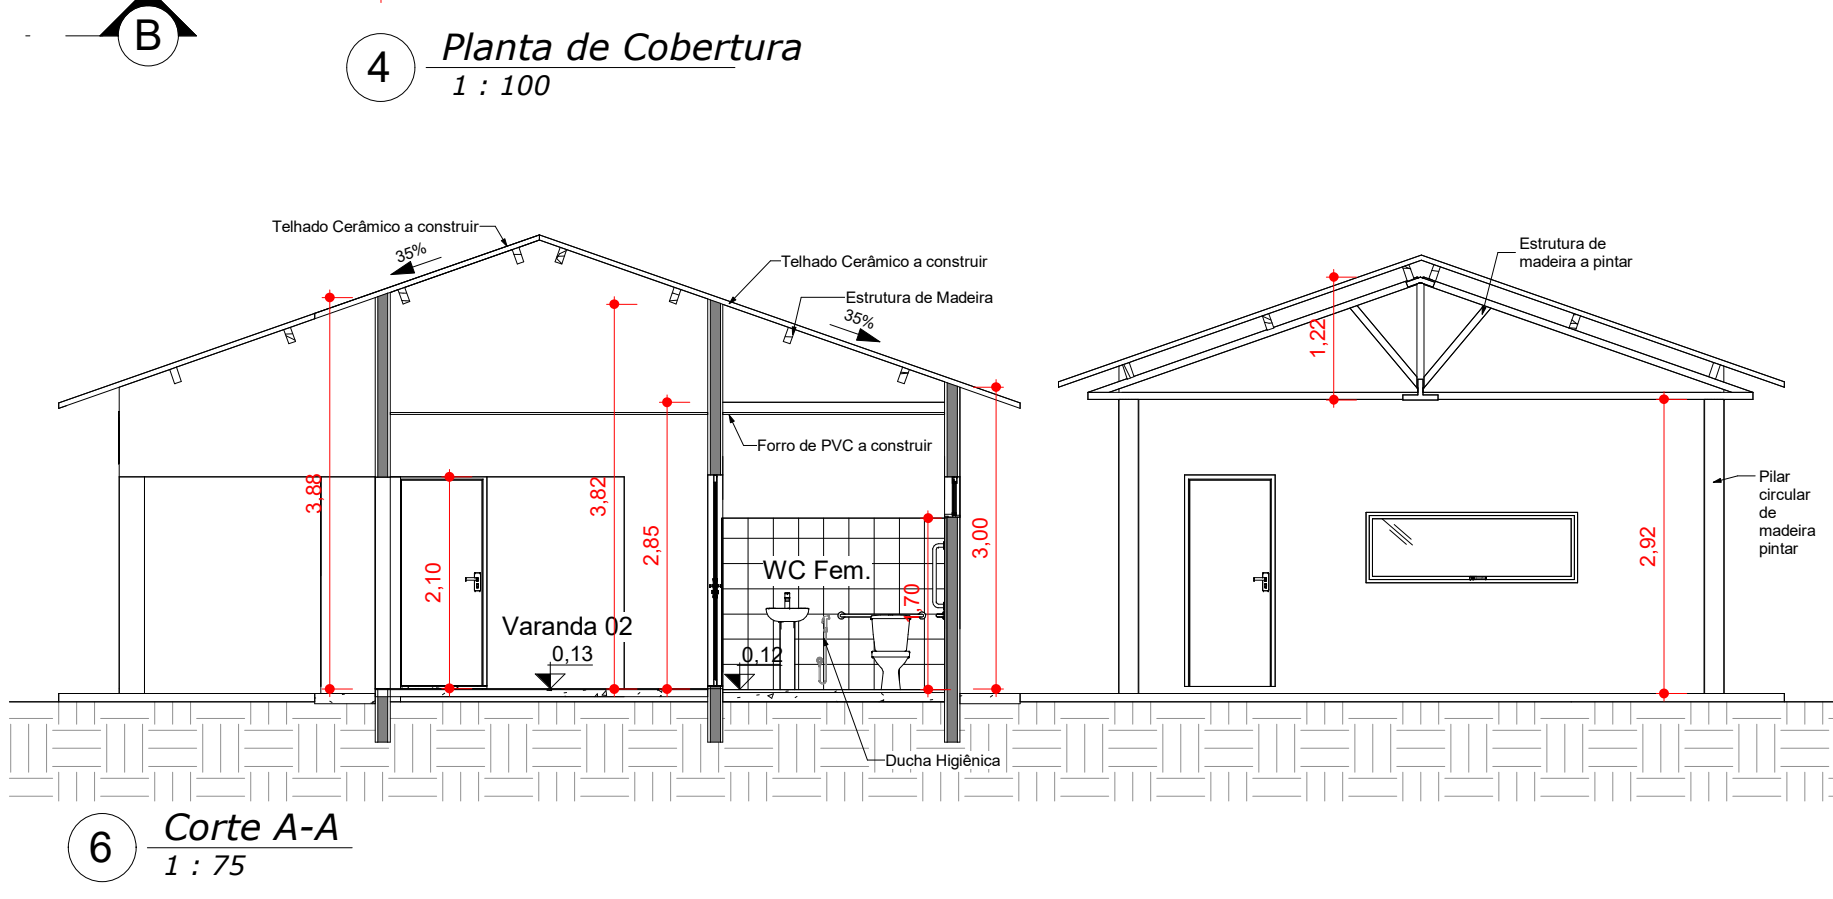 B
4
Planta de Cobertura
1 : 100
Telhado Cerâmico a construir
35%
Telhado Cerâmico a construir
Estrutura de Madeira
35%
Estrutura de
madeira a pintar
1,22
Forro de PVC a construir
3,88
3,82
2,85
2,10
3,00
WC Fem.
,70
Varanda 02
0,13
0,12
2,92
Pilar
circular
de
madeira
pintar
Ducha Higiênica
6
Corte A-A
1 : 75